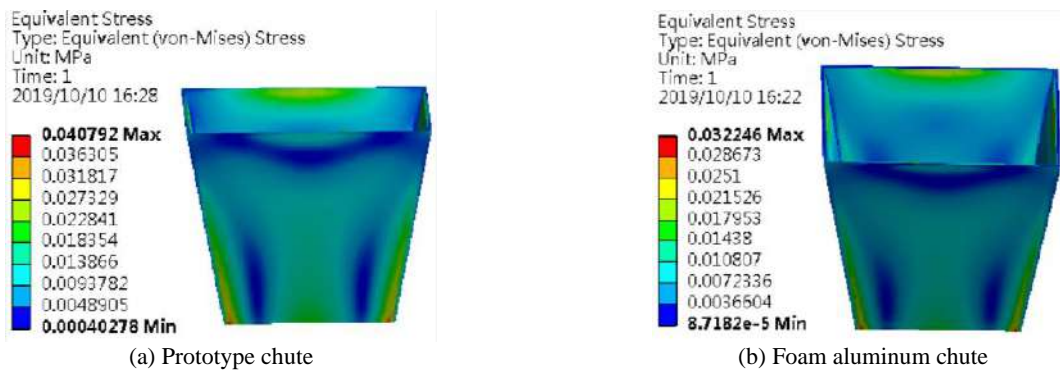 Equivalent Stress
Type: Equivalent (von-Mises) Stress
Unit: MPa
Time: 1
2019/10/10 16:28
0.040792 Max
0.036305
0.031817
0.027329
0.022841
0.018354
0.013866
0.0093782
0.0048905
0.00040278 Min
(a) Prototype chute
Equivalent Stress
Type: Equivalent (von-Mises) Stress
Unit: MPa
Time: 1
2019/10/10 16:22
0.032246 Max
0.028673
0.0251
0.021526
0.017953
0.01438
0.010807
0.0072336
0.0036604
8.7182e-5 Min
(b) Foam aluminum chute